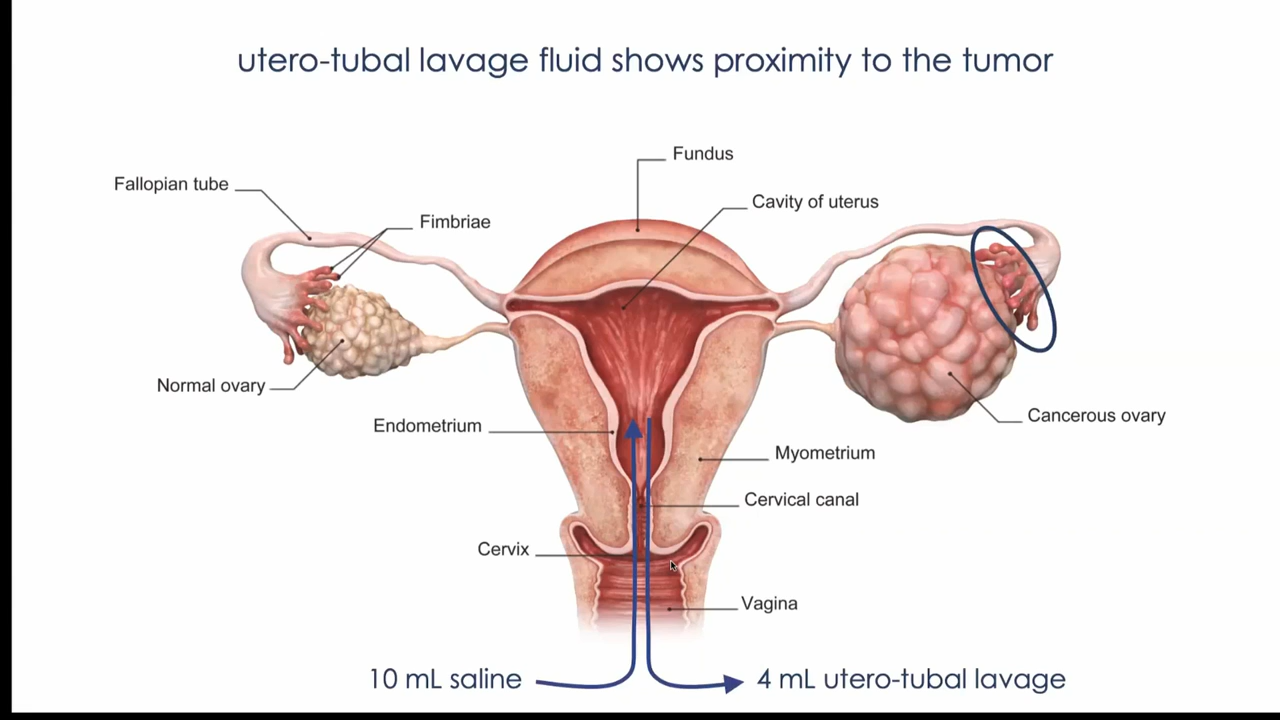 utero-tubal lavage fluid shows proximity to the tumor
Fundus
Fallopian tube
Cavity of uterus
Fimbriae
Normal ovary
Cancerous ovary
Endometrium
Myometrium
Cervical canal
Cervix
Vagina
10 mL saline
4 mL utero-tubal lavage